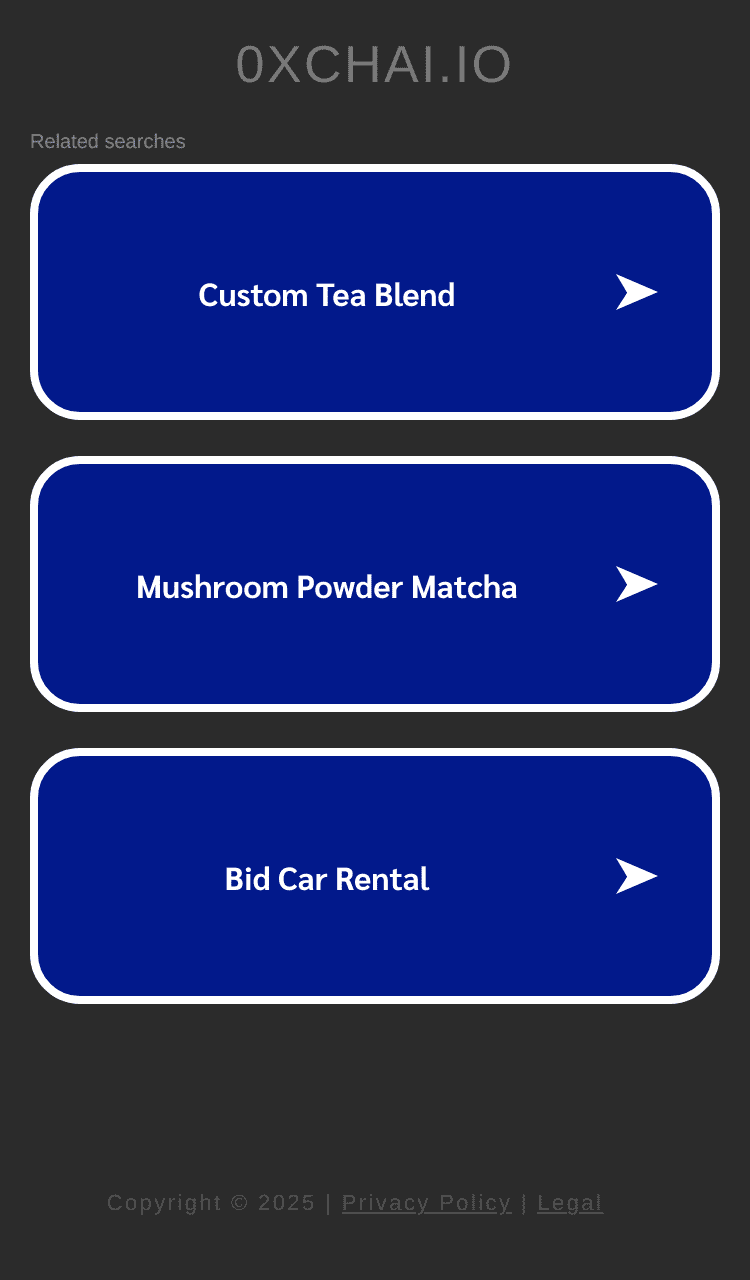 0XCHAI.IO
Related searches
Custom Tea Blend
Mushroom Powder Matcha
Bid Car Rental
Copyright © 2025 | Privacy Policy | Legal